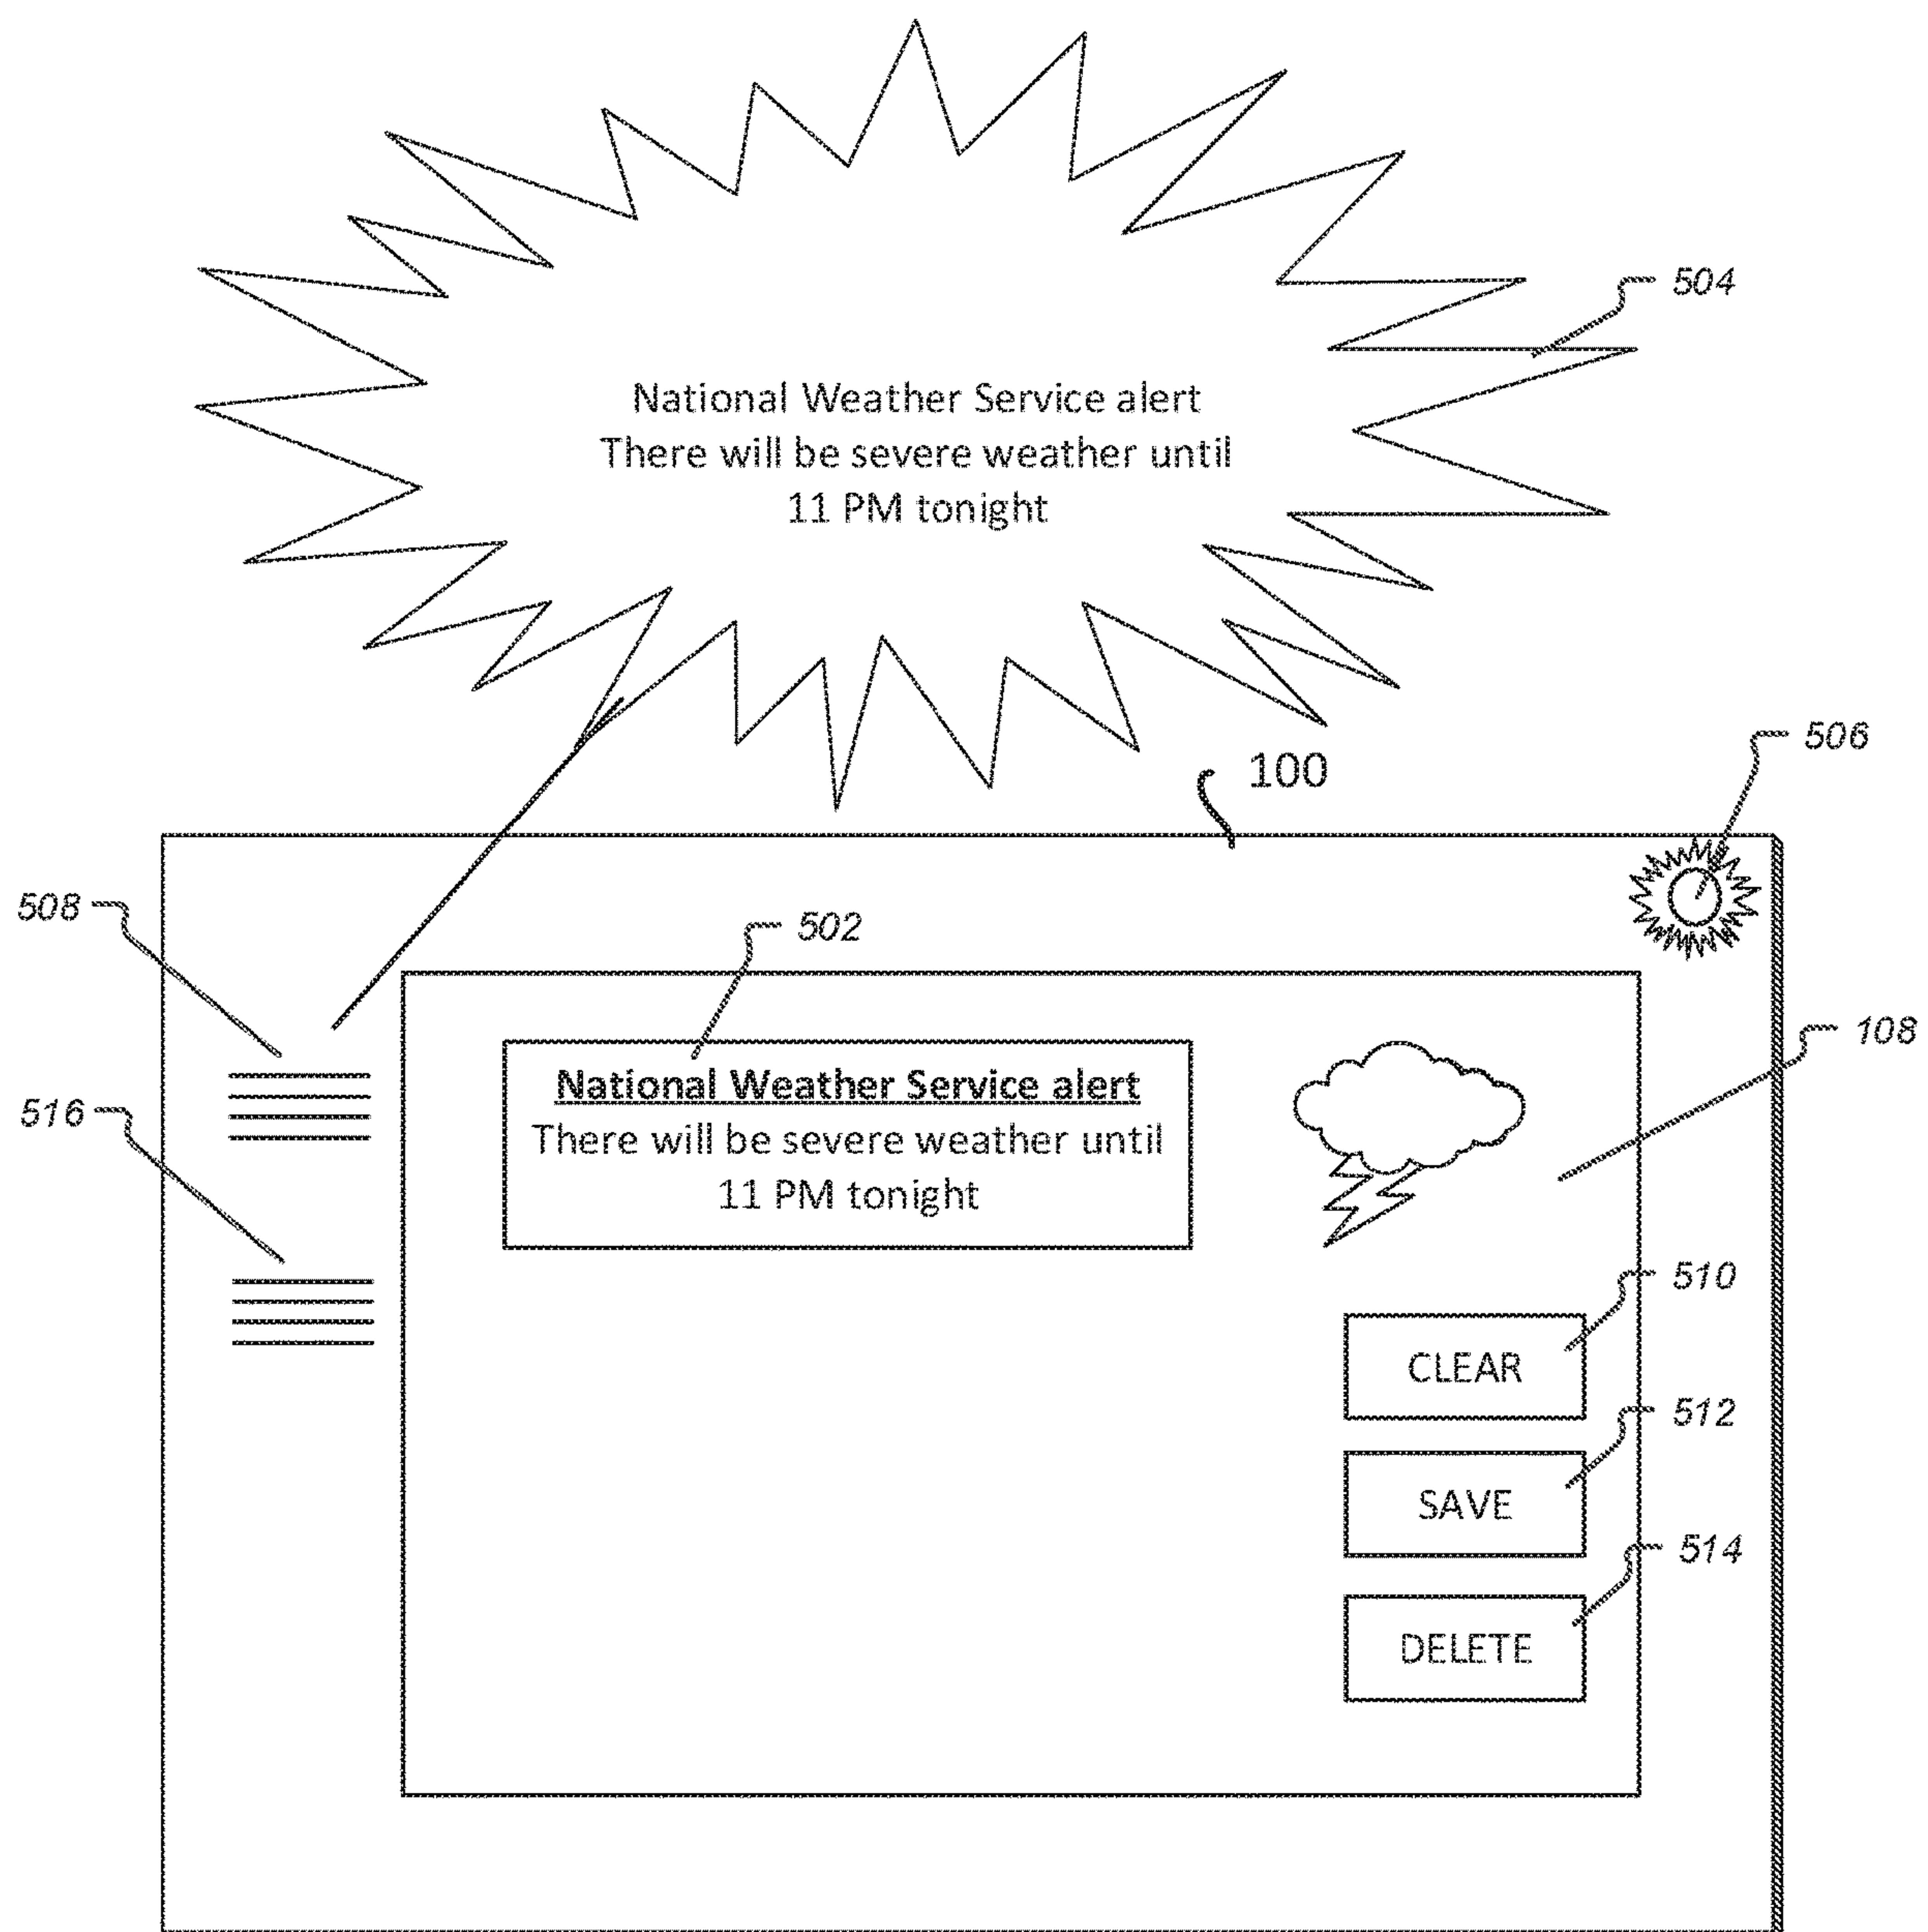 504
National Weather Service alert
There will be severe weather until
11 PM tonight
506
100
508
502
108
National Weather Service alert
516
There will be severe weather until
11 PM tonight
510
CLEAR
512
SAVE
514
DELETE